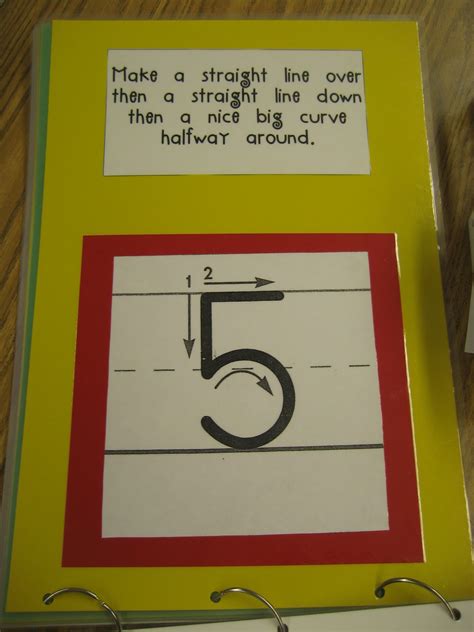 Make a straight line over
then a straight line down
then a nice big curve
halfway around.
1 2
5